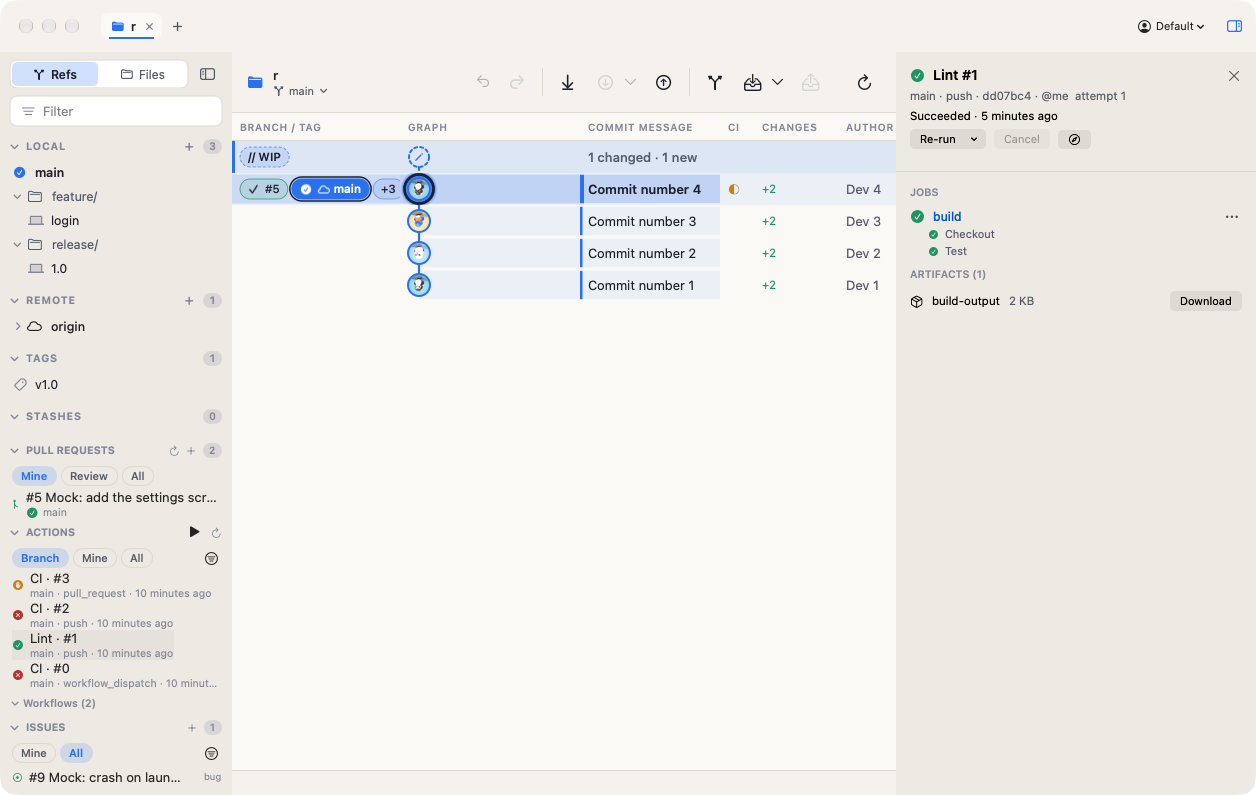 r
Default
Refs
Files
Filter
LOCAL
3
main
feature/
login
release/
1.0
REMOTE
1
origin
TAGS
1
v1.0
STASHES
0
PULL REQUESTS
2
Mine
Review
All
#5 Mock: add the settings scr...
main
ACTIONS
Branch
Mine
All
CI · #3
main · pull_request · 10 minutes ago
CI · #2
main · push · 10 minutes ago
Lint · #1
main · push · 10 minutes ago
CI · #0
main · workflow_dispatch · 10 minut...
Workflows (2)
ISSUES
1
Mine
All
#9 Mock: crash on laun...
bug
r
main
BRANCH / TAG
GRAPH
COMMIT MESSAGE
CI
CHANGES
AUTHOR
// WIP
1 changed · 1 new
#5
main
+3
Commit number 4
+2
Dev 4
Commit number 3
+2
Dev 3
Commit number 2
+2
Dev 2
Commit number 1
+2
Dev 1
Lint #1
main · push · dd07bc4 · @me attempt 1
Succeeded · 5 minutes ago
Re-run
Cancel
JOBS
build
Checkout
Test
ARTIFACTS (1)
build-output 2 KB
Download